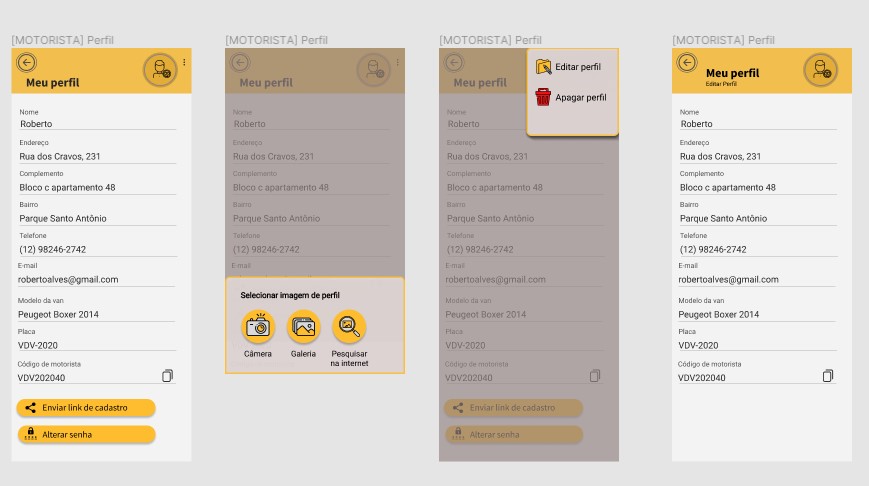 [MOTORISTA] Perfil
Meu perfil
Nome
Roberto
Endereço
Rua dos Cravos, 231
Complemento
Bloco c apartamento 48
Bairro
Parque Santo Antônio
Telefone
(12) 98246-2742
E-mail
robertoalves@gmail.com
Modelo da van
Peugeot Boxer 2014
Placa
VDV-2020
Código de motorista
VDV202040
Enviar link de cadastro
Alterar senha
[MOTORISTA] Perfil
Meu perfil
Nome
Roberto
Endereço
Rua dos Cravos, 231
Complemento
Bloco c apartamento 48
Bairro
Parque Santo Antônio
Telefone
(12) 98246-2742
E-mail
Selecionar imagem de perfil
Câmera
Galeria
Pesquisar
na internet
[MOTORISTA] Perfil
Meu perfil
Editar perfil
Apagar perfil
Nome
Roberto
Endereço
Rua dos Cravos, 231
Complemento
Bloco c apartamento 48
Bairro
Parque Santo Antônio
Telefone
(12) 98246-2742
E-mail
robertoalves@gmail.com
Modelo da van
Peugeot Boxer 2014
Placa
VDV-2020
Código de motorista
VDV202040
Enviar link de cadastro
Alterar senha
[MOTORISTA] Perfil
Meu perfil
Editar Perfil
Nome
Roberto
Endereço
Rua dos Cravos, 231
Complemento
Bloco c apartamento 48
Bairro
Parque Santo Antônio
Telefone
(12) 98246-2742
E-mail
robertoalves@gmail.com
Modelo da van
Peugeot Boxer 2014
Placa
VDV-2020
Código de motorista
VDV202040